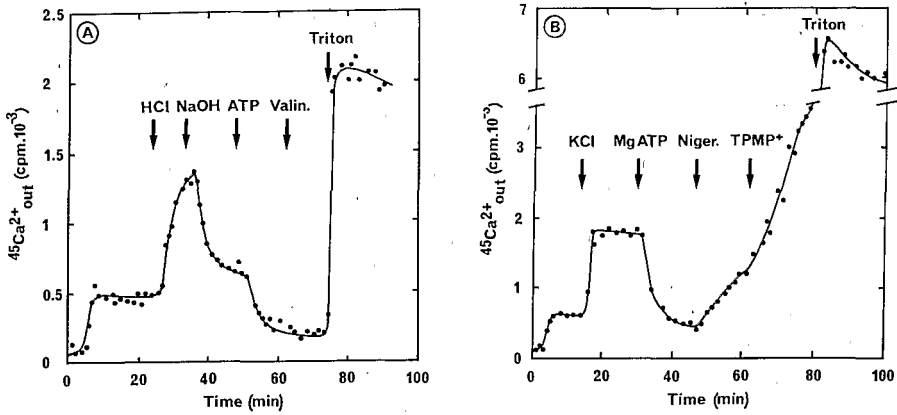 A
2.5
2
1.5
1
0.5
0
0 20 40 60 80 100
Time (min)
⁴⁵Ca²⁺out (cpm.10⁻³)
HCl NaOH ATP Valin.
Triton
B
7
6
4
2
0
0 20 40 60 80 100
Time (min)
⁴⁵Ca²⁺out (cpm.10⁻³)
KCl MgATP Niger. TPMP⁺
Triton